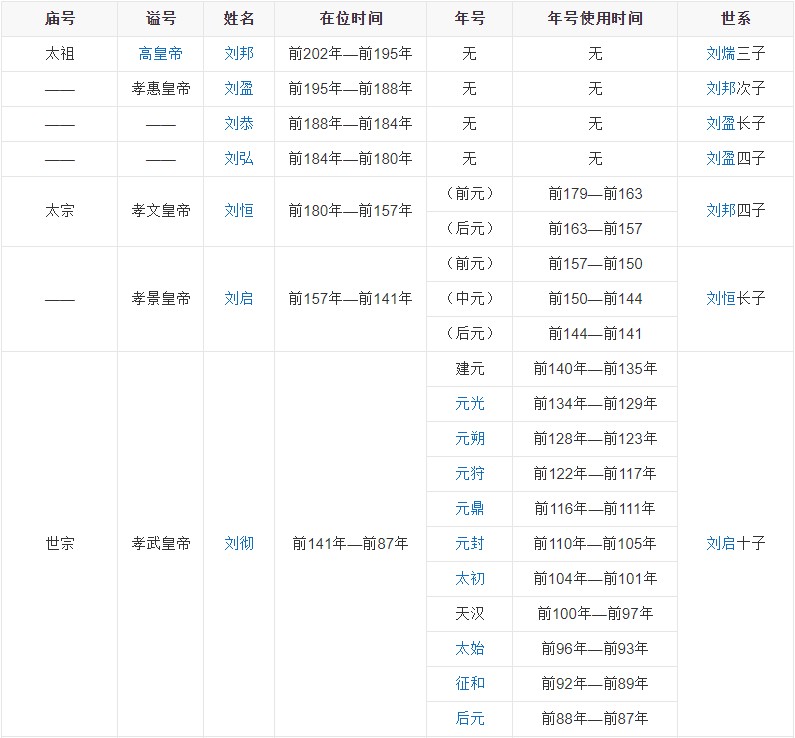 庙号 谥号 姓名 在位时间 年号 年号使用时间 世系
太祖 高皇帝 刘邦 前202年—前195年 无 无 刘煓三子
—— 孝惠皇帝 刘盈 前195年—前188年 无 无 刘邦次子
—— —— 刘恭 前188年—前184年 无 无 刘盈长子
—— —— 刘弘 前184年—前180年 无 无 刘盈四子
太宗 孝文皇帝 刘恒 前180年—前157年 （前元） 前179—前163 刘邦四子
（后元） 前163—前157
—— 孝景皇帝 刘启 前157年—前141年 （前元） 前157—前150 刘恒长子
（中元） 前150—前144
（后元） 前144—前141
世宗 孝武皇帝 刘彻 前141年—前87年 建元 前140年—前135年 刘启十子
元光 前134年—前129年
元朔 前128年—前123年
元狩 前122年—前117年
元鼎 前116年—前111年
元封 前110年—前105年
太初 前104年—前101年
天汉 前100年—前97年
太始 前96年—前93年
征和 前92年—前89年
后元 前88年—前87年